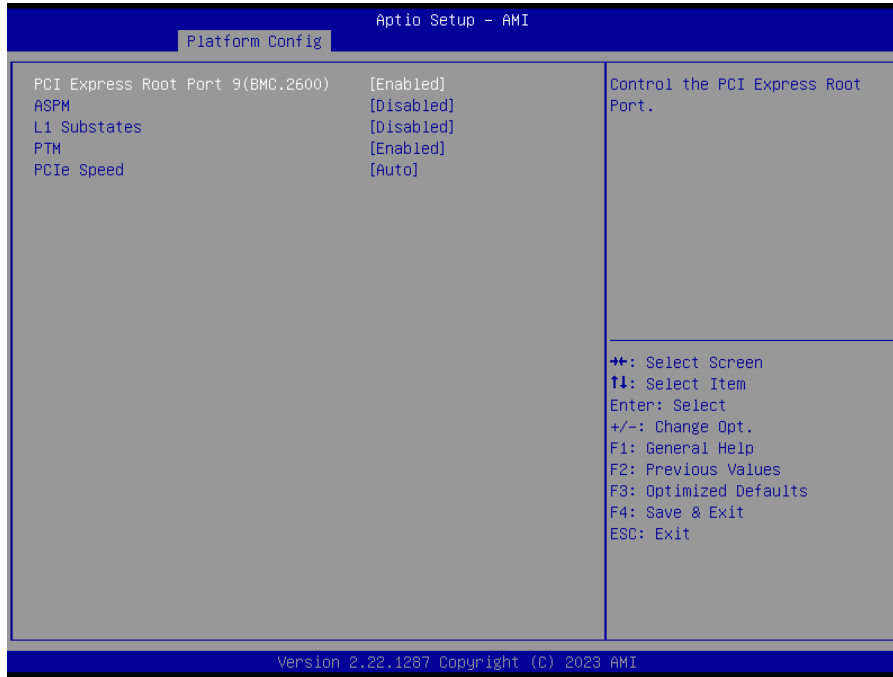 Aptio Setup – AMI
Platform Config
PCI Express Root Port 9(BMC.2600) [Enabled]
ASPM [Disabled]
L1 Substates [Disabled]
PTM [Enabled]
PCIe Speed [Auto]
Control the PCI Express Root
Port.
→←: Select Screen
↑↓: Select Item
Enter: Select
+/-: Change Opt.
F1: General Help
F2: Previous Values
F3: Optimized Defaults
F4: Save & Exit
ESC: Exit
Version 2.22.1287 Copyright (C) 2023 AMI